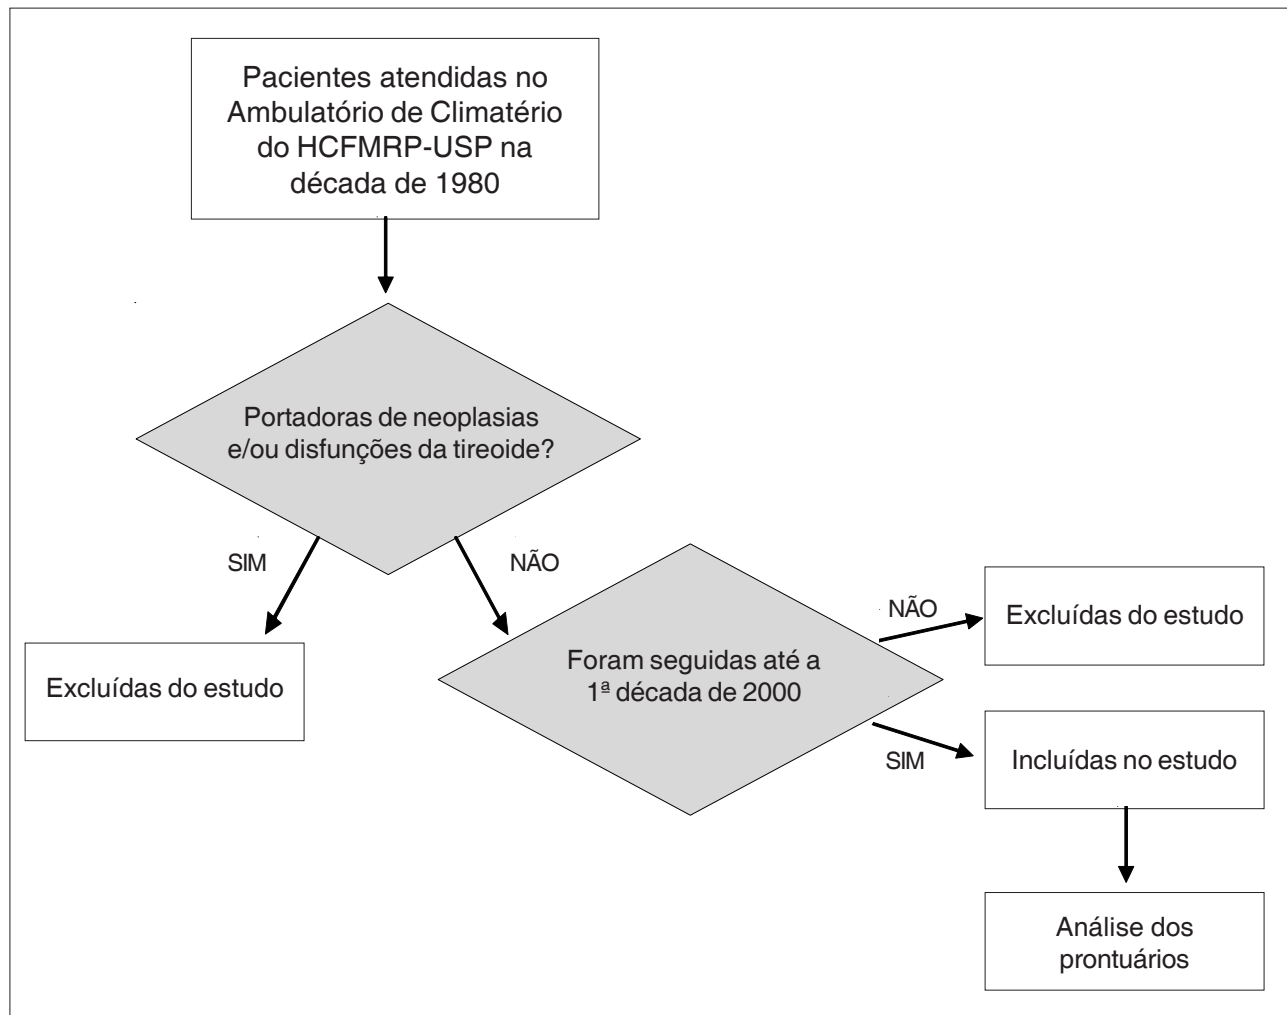 Pacientes atendidas no
Ambulatório de Climatério
do HCFMRP-USP na
década de 1980
Portadoras de neoplasias
e/ou disfunções da tireoide?
SIM
NÃO
Excluídas do estudo
Foram seguidas até a
1ª década de 2000
NÃO
Excluídas do estudo
SIM
Incluídas no estudo
Análise dos
prontuários